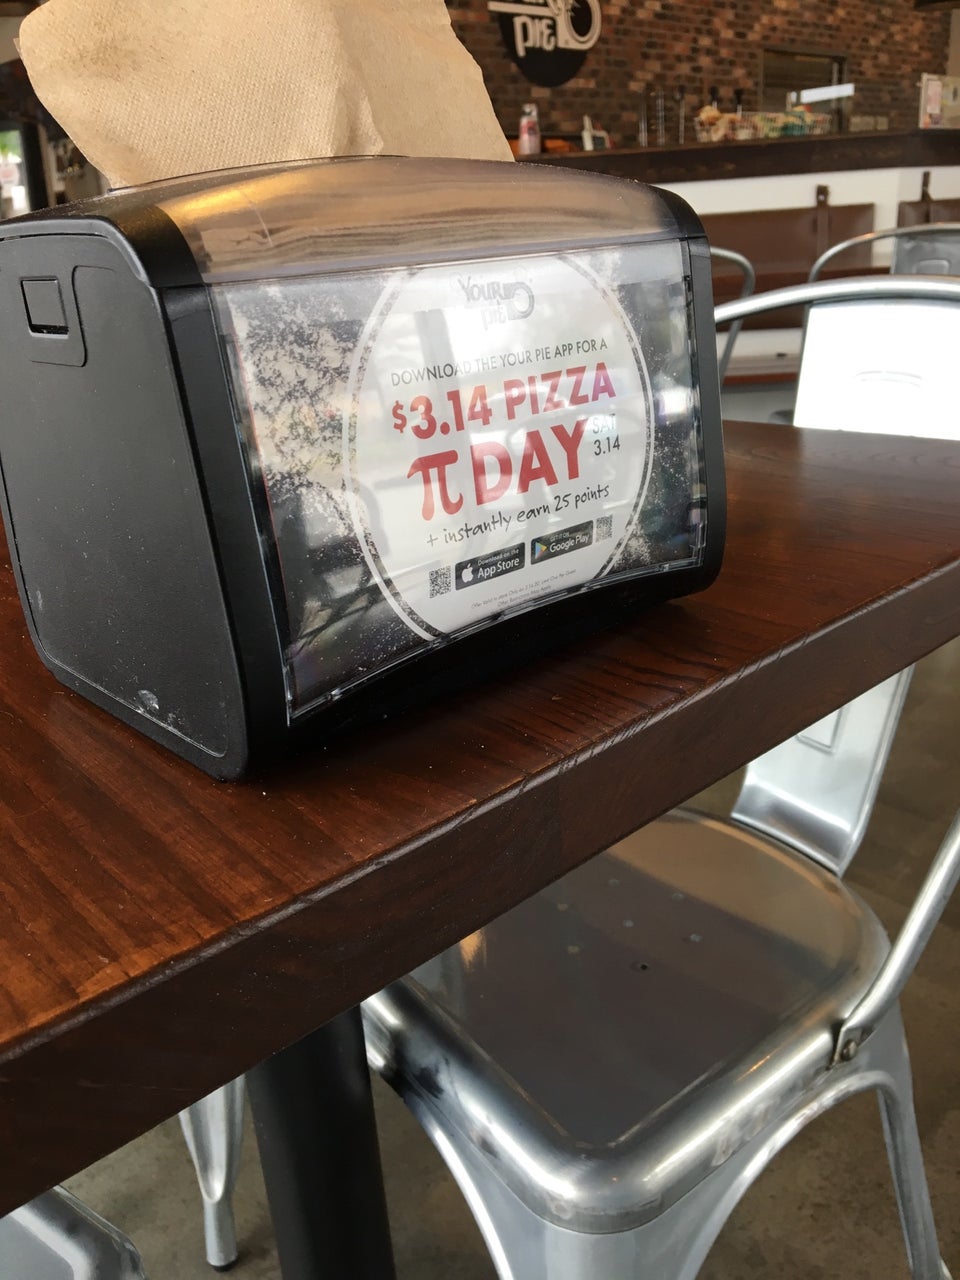 PIE
YOUR
PIE
DOWNLOAD THE YOUR PIE APP FOR A
$3.14 PIZZA
π DAY
SAT
3.14
+ instantly earn 25 points
Download on the
App Store
GET IT ON
Google Play